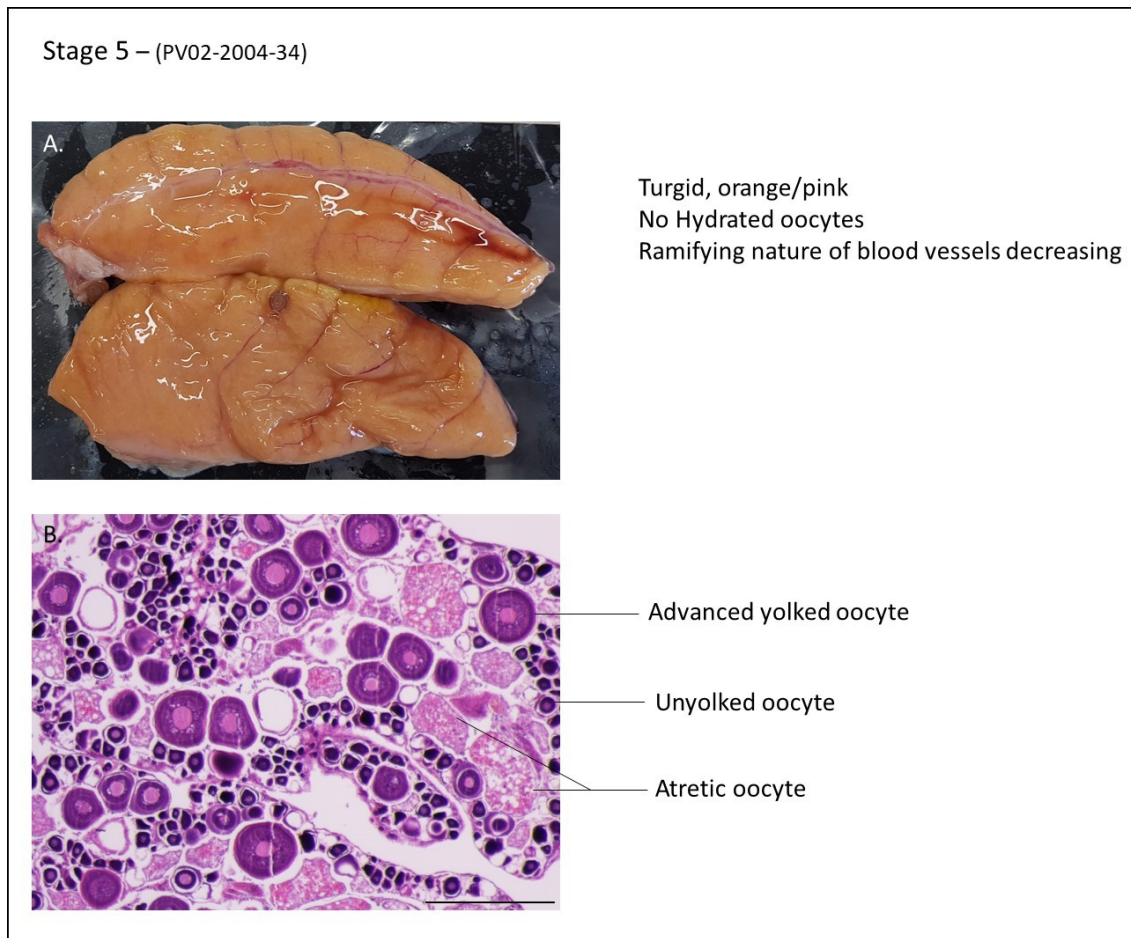 Stage 5 – (PV02-2004-34)
A.
Turgid, orange/pink
No Hydrated oocytes
Ramifying nature of blood vessels decreasing
B.
Advanced yolked oocyte
Unyolked oocyte
Atretic oocyte